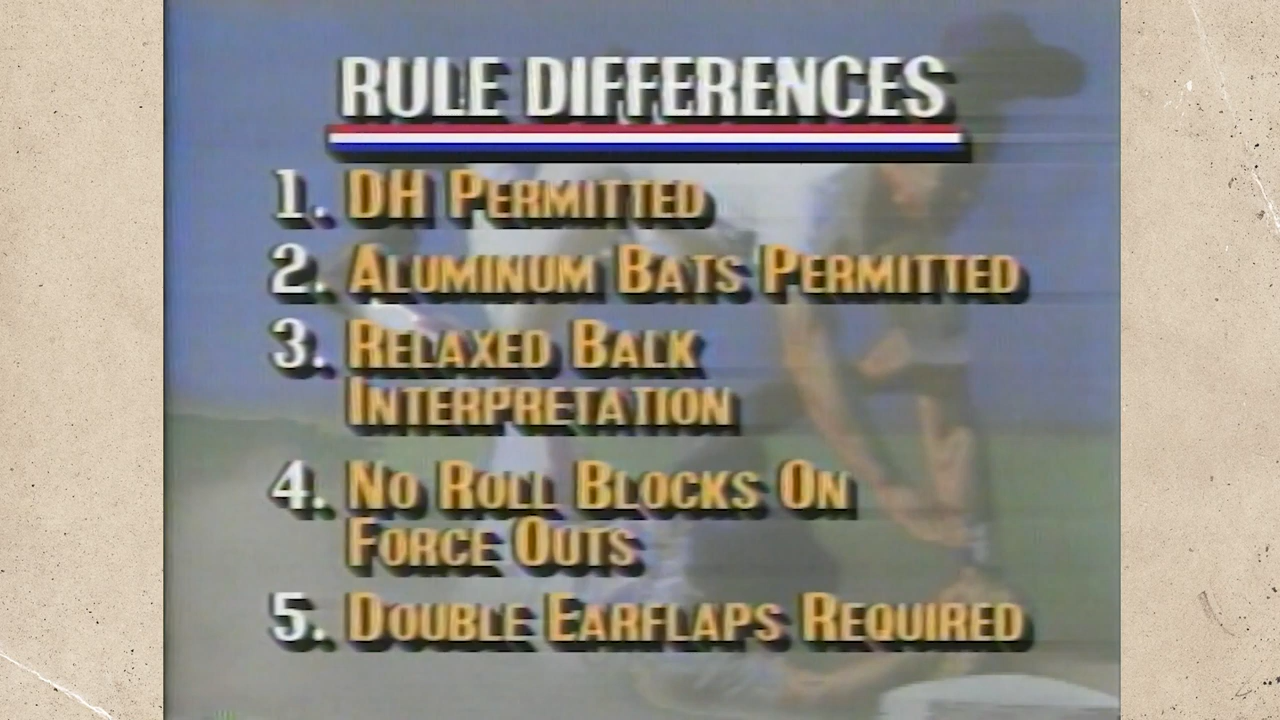 RULE DIFFERENCES
1. DH PERMITTED
2. ALUMINUM BATS PERMITTED
3. RELAXED BALK
INTERPRETATION
4. NO ROLL BLOCKS ON
FORCE OUTS
5. DOUBLE EARFLAPS REQUIRED